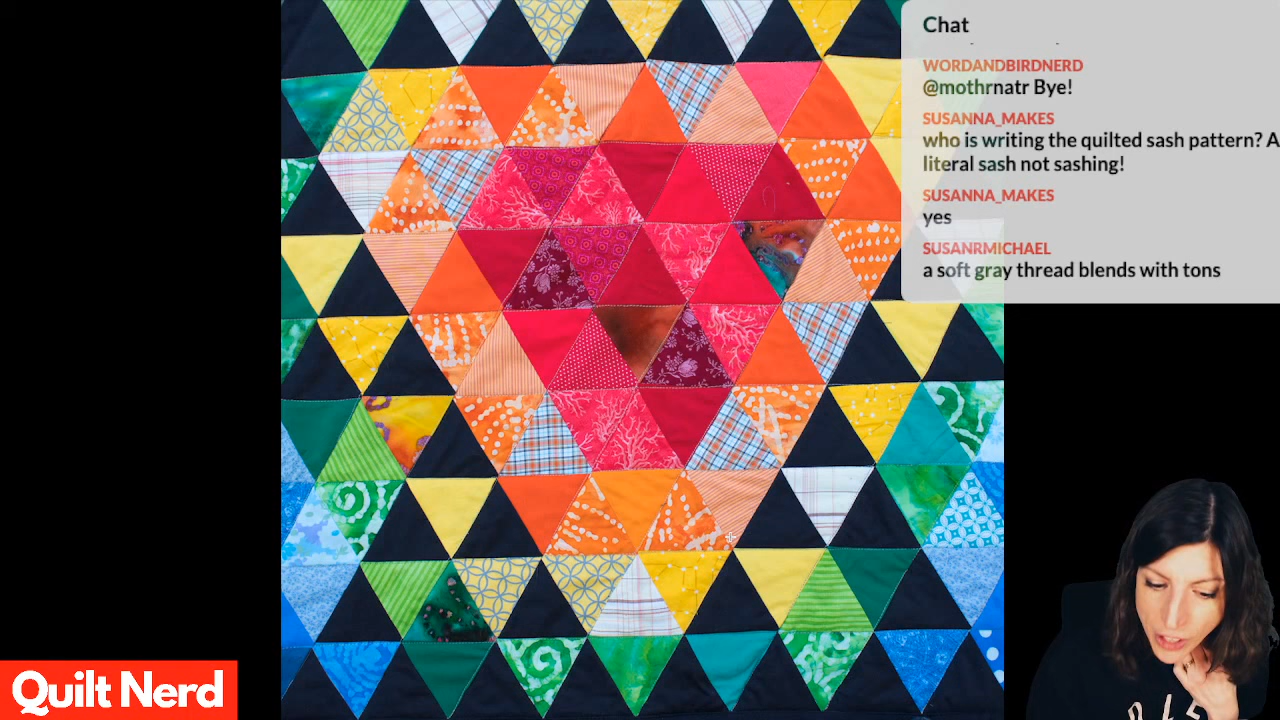 Chat
WORDANDBIRDNERD
@mothrnatr Bye!
SUSANNA_MAKES
who is writing the quilted sash pattern? A
literal sash not sashing!
SUSANNA_MAKES
yes
SUSANRMICHAEL
a soft gray thread blends with tons
Quilt Nerd